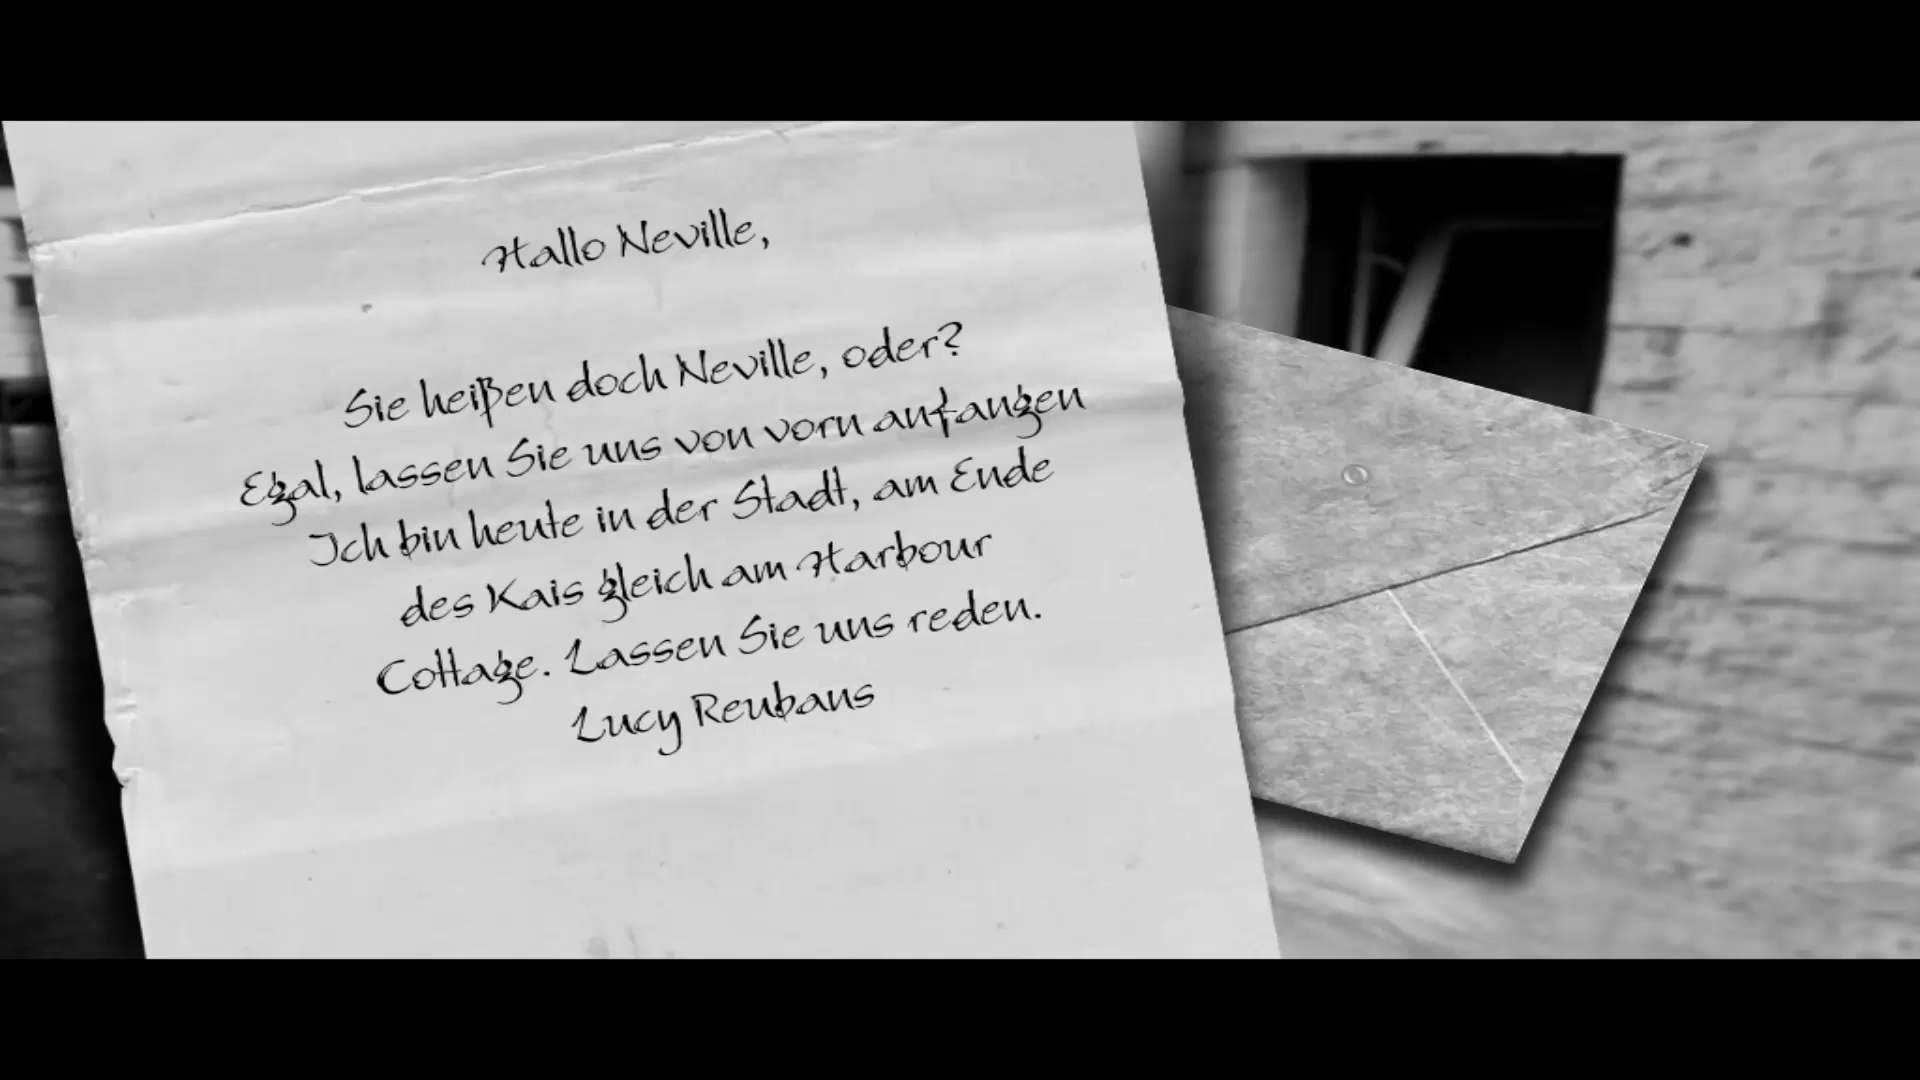 Hallo Neville,
Sie heißen doch Neville, oder?
Egal, lassen Sie uns von vorn anfangen
Ich bin heute in der Stadt, am Ende
des Kais gleich am Harbour
Cottage. Lassen Sie uns reden.
Lucy Reubans